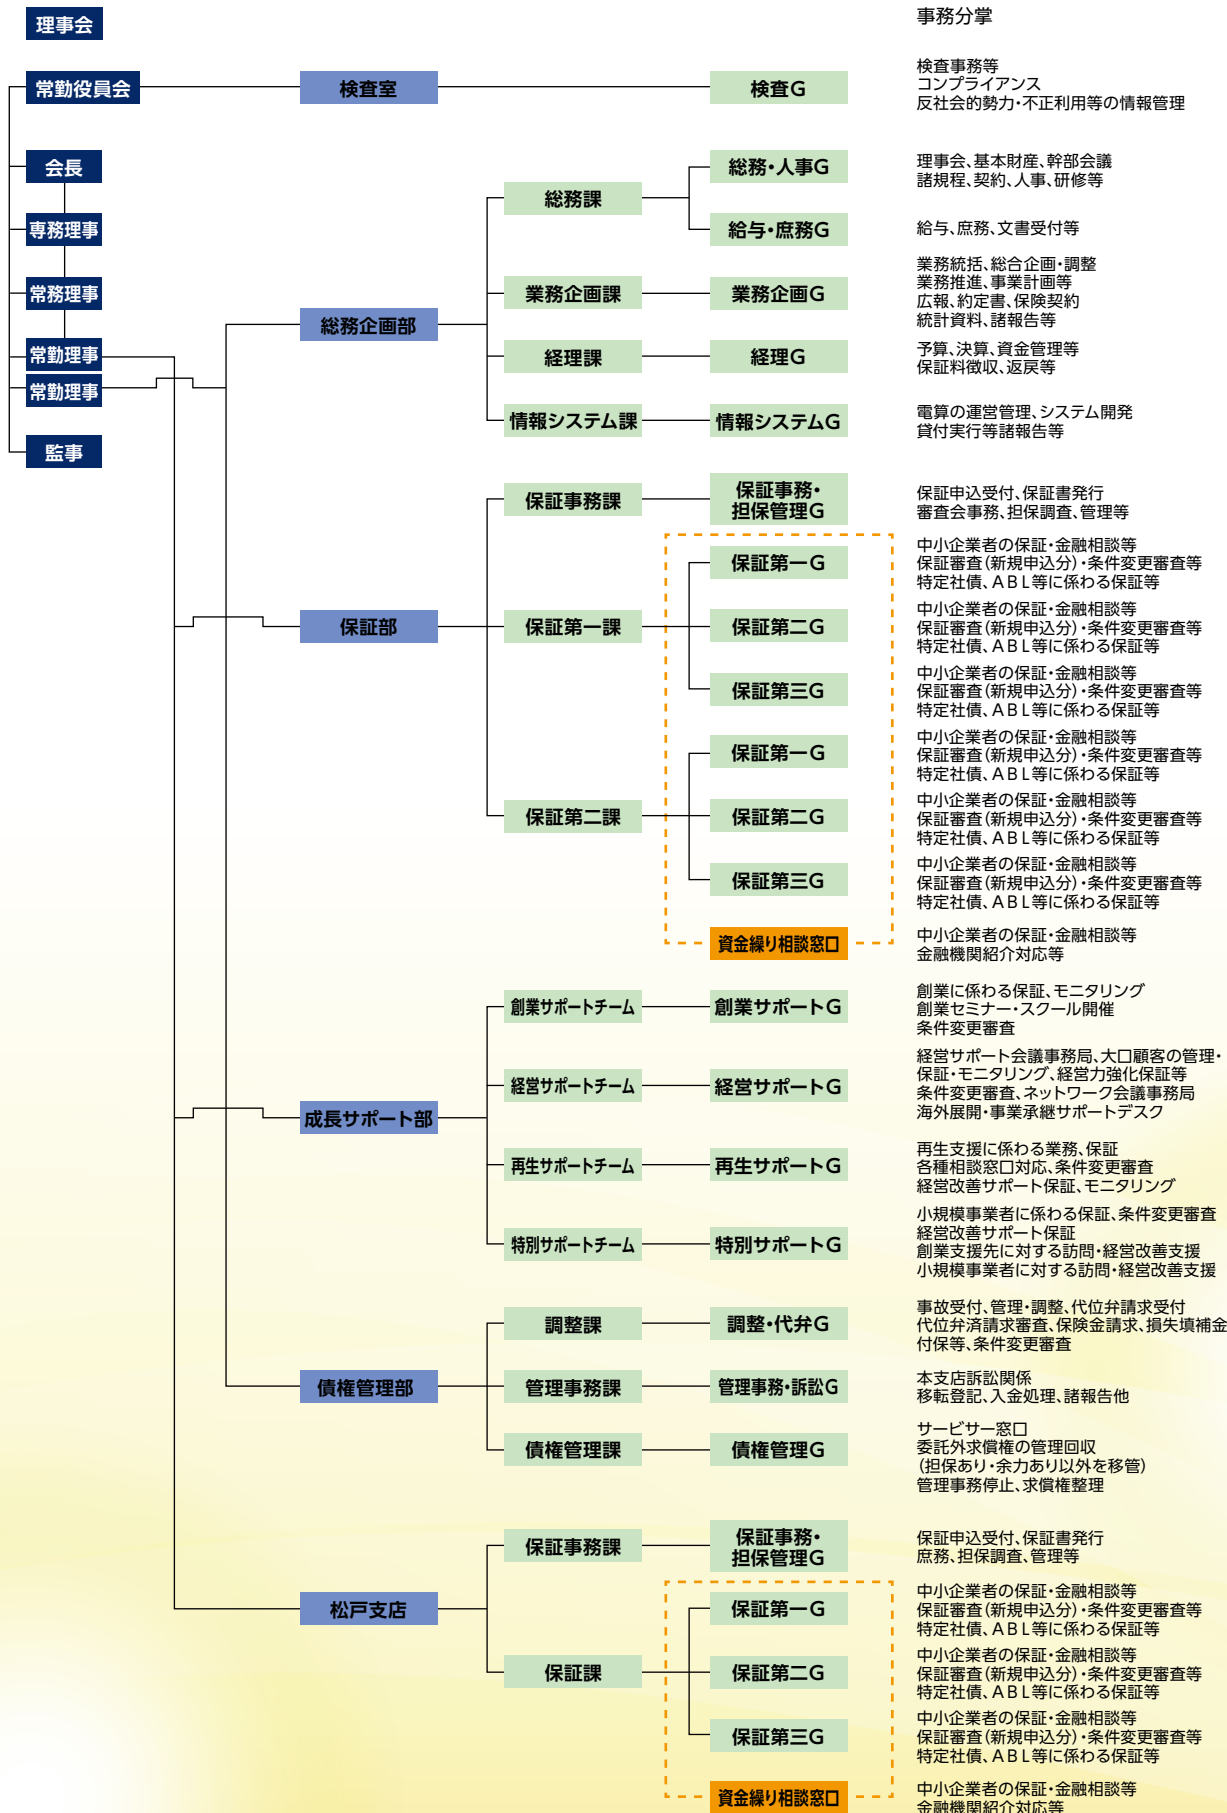 理事会
事務分掌
常勤役員会
検査室
検査G
検査事務等
コンプライアンス
反社会的勢力・不正利用等の情報管理
会長
専務理事
常務理事
常勤理事
常勤理事
監事
総務企画部
総務課
総務・人事G
理事会、基本財産、幹部会議
諸規程、契約、人事、研修等
給与・庶務G
給与、庶務、文書受付等
業務企画課
業務企画G
業務統括、総合企画・調整
業務推進、事業計画等
広報、約定書、保険契約
統計資料、諸報告等
経理課
経理G
予算、決算、資金管理等
保証料徴収、返戻等
情報システム課
情報システムG
電算の運営管理、システム開発
貸付実行等諸報告等
保証部
保証事務課
保証事務・
担保管理G
保証申込受付、保証書発行
審査会事務、担保調査、管理等
保証第一課
保証第一G
中小企業者の保証・金融相談等
保証審査(新規申込分)・条件変更審査等
特定社債、ABL等に係わる保証等
保証第二G
中小企業者の保証・金融相談等
保証審査(新規申込分)・条件変更審査等
特定社債、ABL等に係わる保証等
保証第三G
中小企業者の保証・金融相談等
保証審査(新規申込分)・条件変更審査等
特定社債、ABL等に係わる保証等
保証第二課
保証第一G
中小企業者の保証・金融相談等
保証審査(新規申込分)・条件変更審査等
特定社債、ABL等に係わる保証等
保証第二G
中小企業者の保証・金融相談等
保証審査(新規申込分)・条件変更審査等
特定社債、ABL等に係わる保証等
保証第三G
中小企業者の保証・金融相談等
保証審査(新規申込分)・条件変更審査等
特定社債、ABL等に係わる保証等
資金繰り相談窓口
中小企業者の保証・金融相談等
金融機関紹介対応等
成長サポート部
創業サポートチーム
創業サポートG
創業に係わる保証、モニタリング
創業セミナー・スクール開催
条件変更審査
経営サポートチーム
経営サポートG
経営サポート会議事務局、大口顧客の管理・
保証・モニタリング、経営力強化保証等
条件変更審査、ネットワーク会議事務局
海外展開・事業承継サポートデスク
再生サポートチーム
再生サポートG
再生支援に係わる業務、保証
各種相談窓口対応、条件変更審査
経営改善サポート保証、モニタリング
特別サポートチーム
特別サポートG
小規模事業者に係わる保証、条件変更審査
経営改善サポート保証
創業支援先に対する訪問・経営改善支援
小規模事業者に対する訪問・経営改善支援
債権管理部
調整課
調整・代弁G
事故受付、管理・調整、代位弁請求受付
代位弁済請求審査、保険金請求、損失填補金
付保等、条件変更審査
管理事務課
管理事務・訴訟G
本支店訴訟関係
移転登記、入金処理、諸報告他
債権管理課
債権管理G
サービサー窓口
委託外求償権の管理回収
(担保あり・余力あり以外を移管)
管理事務停止、求償権整理
松戸支店
保証事務課
保証事務・
担保管理G
保証申込受付、保証書発行
庶務、担保調査、管理等
保証課
保証第一G
中小企業者の保証・金融相談等
保証審査(新規申込分)・条件変更審査等
特定社債、ABL等に係わる保証等
保証第二G
中小企業者の保証・金融相談等
保証審査(新規申込分)・条件変更審査等
特定社債、ABL等に係わる保証等
保証第三G
中小企業者の保証・金融相談等
保証審査(新規申込分)・条件変更審査等
特定社債、ABL等に係わる保証等
資金繰り相談窓口
中小企業者の保証・金融相談等
金融機関紹介対応等